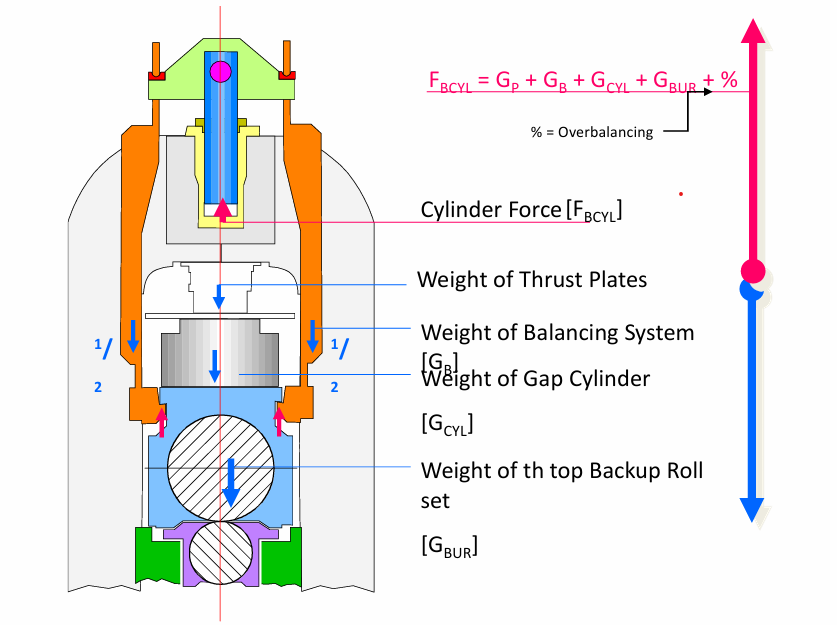 F_BCYL = G_P + G_B + G_CYL + G_BUR + %
% = Overbalancing
Cylinder Force [F_BCYL]
Weight of Thrust Plates
Weight of Balancing System
[G_B]
Weight of Gap Cylinder
[G_CYL]
Weight of th top Backup Roll
set
[G_BUR]
1/
2
1/
2